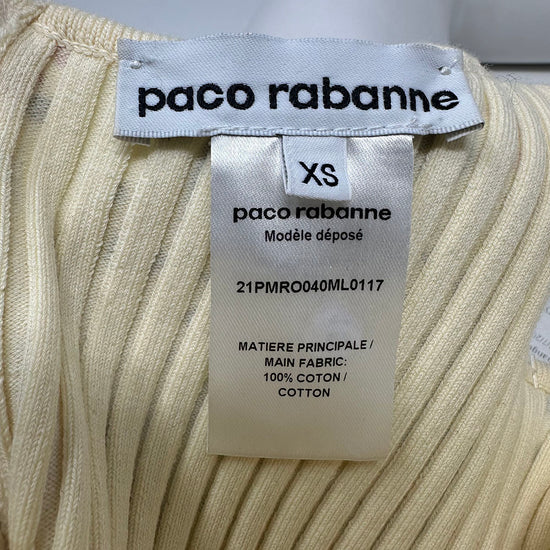 paco rabanne
XS
paco rabanne
Modèle déposé
21PMRO040ML0117
MATIERE PRINCIPALE /
MAIN FABRIC:
100% COTON /
COTTON